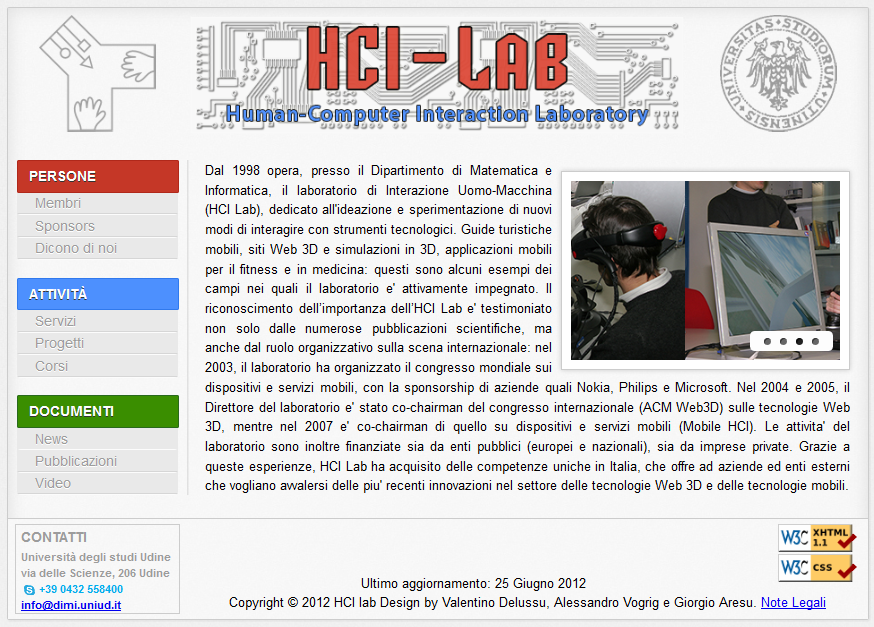 HCI-LAB
Human-Computer Interaction Laboratory
UNIVERSITAS STUDIORUM UTINENSIS
PERSONE
Membri
Sponsors
Dicono di noi
ATTIVITÀ
Servizi
Progetti
Corsi
DOCUMENTI
News
Pubblicazioni
Video
Dal 1998 opera, presso il Dipartimento di Matematica e
Informatica, il laboratorio di Interazione Uomo-Macchina
(HCI Lab), dedicato all'ideazione e sperimentazione di nuovi
modi di interagire con strumenti tecnologici. Guide turistiche
mobili, siti Web 3D e simulazioni in 3D, applicazioni mobili
per il fitness e in medicina: questi sono alcuni esempi dei
campi nei quali il laboratorio e' attivamente impegnato. Il
riconoscimento dell'importanza dell'HCI Lab e' testimoniato
non solo dalle numerose pubblicazioni scientifiche, ma
anche dal ruolo organizzativo sulla scena internazionale: nel
2003, il laboratorio ha organizzato il congresso mondiale sui
dispositivi e servizi mobili, con la sponsorship di aziende quali Nokia, Philips e Microsoft. Nel 2004 e 2005, il
Direttore del laboratorio e' stato co-chairman del congresso internazionale (ACM Web3D) sulle tecnologie Web
3D, mentre nel 2007 e' co-chairman di quello su dispositivi e servizi mobili (Mobile HCI). Le attivita' del
laboratorio sono inoltre finanziate sia da enti pubblici (europei e nazionali), sia da imprese private. Grazie a
queste esperienze, HCI Lab ha acquisito delle competenze uniche in Italia, che offre ad aziende ed enti esterni
che vogliano avvalersi delle piu' recenti innovazioni nel settore delle tecnologie Web 3D e delle tecnologie mobili.
CONTATTI
Università degli studi Udine
via delle Scienze, 206 Udine
+39 0432 558400
info@dimi.uniud.it
W3C XHTML 1.1
W3C CSS
Ultimo aggiornamento: 25 Giugno 2012
Copyright © 2012 HCI lab Design by Valentino Delussu, Alessandro Vogrig e Giorgio Aresu. Note Legali